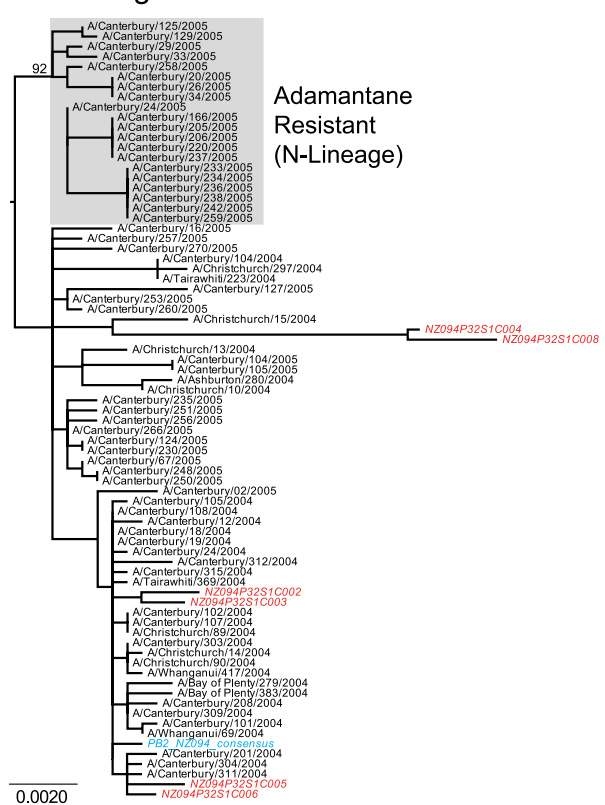 A/Canterbury/125/2005
A/Canterbury/129/2005
A/Canterbury/29/2005
A/Canterbury/33/2005
92
A/Canterbury/258/2005
A/Canterbury/20/2005
A/Canterbury/26/2005
A/Canterbury/34/2005
A/Canterbury/24/2005
A/Canterbury/166/2005
A/Canterbury/205/2005
A/Canterbury/206/2005
A/Canterbury/220/2005
A/Canterbury/237/2005
A/Canterbury/233/2005
A/Canterbury/234/2005
A/Canterbury/236/2005
A/Canterbury/238/2005
A/Canterbury/242/2005
A/Canterbury/259/2005
Adamantane
Resistant
(N-Lineage)
A/Canterbury/16/2005
A/Canterbury/257/2005
A/Canterbury/270/2005
A/Canterbury/104/2004
A/Christchurch/297/2004
A/Tairawhiti/223/2004
A/Canterbury/127/2005
A/Canterbury/253/2005
A/Canterbury/260/2005
A/Christchurch/15/2004
NZ094P32S1C004
NZ094P32S1C008
A/Christchurch/13/2004
A/Canterbury/104/2005
A/Canterbury/105/2005
A/Ashburton/280/2004
A/Christchurch/10/2004
A/Canterbury/235/2005
A/Canterbury/251/2005
A/Canterbury/256/2005
A/Canterbury/266/2005
A/Canterbury/124/2005
A/Canterbury/230/2005
A/Canterbury/67/2005
A/Canterbury/248/2005
A/Canterbury/250/2005
A/Canterbury/02/2005
A/Canterbury/105/2004
A/Canterbury/108/2004
A/Canterbury/12/2004
A/Canterbury/18/2004
A/Canterbury/19/2004
A/Canterbury/24/2004
A/Canterbury/312/2004
A/Canterbury/315/2004
A/Tairawhiti/369/2004
NZ094P32S1C002
NZ094P32S1C003
A/Canterbury/102/2004
A/Canterbury/107/2004
A/Christchurch/89/2004
A/Canterbury/303/2004
A/Christchurch/14/2004
A/Christchurch/90/2004
A/Whanganui/417/2004
A/Bay of Plenty/279/2004
A/Bay of Plenty/383/2004
A/Canterbury/208/2004
A/Canterbury/309/2004
A/Canterbury/101/2004
A/Whanganui/69/2004
PB2_NZ094_consensus
A/Canterbury/201/2004
A/Canterbury/304/2004
A/Canterbury/311/2004
NZ094P32S1C005
NZ094P32S1C006
0.0020